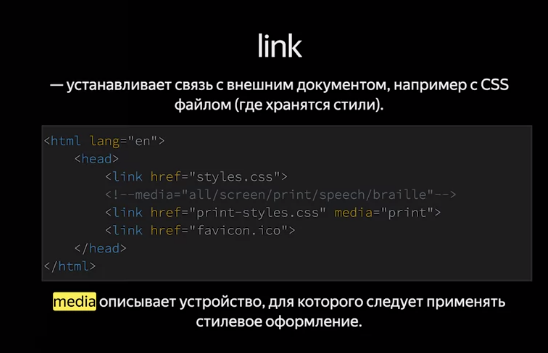 link
— устанавливает связь с внешним документом, например с CSS
файлом (где хранятся стили).
<html lang="en">
<head>
<link href="styles.css">
<!--media="all/screen/print/speech/braille"-->
<link href="print-styles.css" media="print">
<link href="favicon.ico">
</head>
</html>
media описывает устройство, для которого следует применять
стилевое оформление.